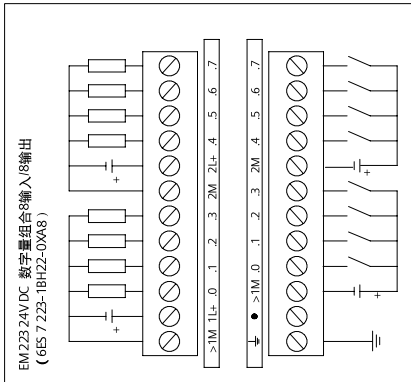 EM 223 24V DC 数字量组合8输入/8输出
(6ES 7 223-1BH22-0XA8)
+ +
>1M 1L+ .0 .1 .2 .3 2M 2L+ .4 .5 .6 .7
● >1M .0 .1 .2 .3 2M .4 .5 .6 .7
+ +